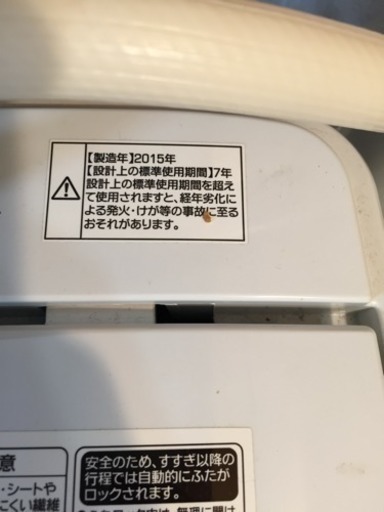 【製造年】2015年
【設計上の標準使用期間】7年
設計上の標準使用期間を超え
て使用されますと、経年劣化に
よる発火・けが等の事故に至る
おそれがあります。
意
・シートや
にくい繊維
安全のため、すすぎ以降の
行程では自動的にふたが
ロックされます。